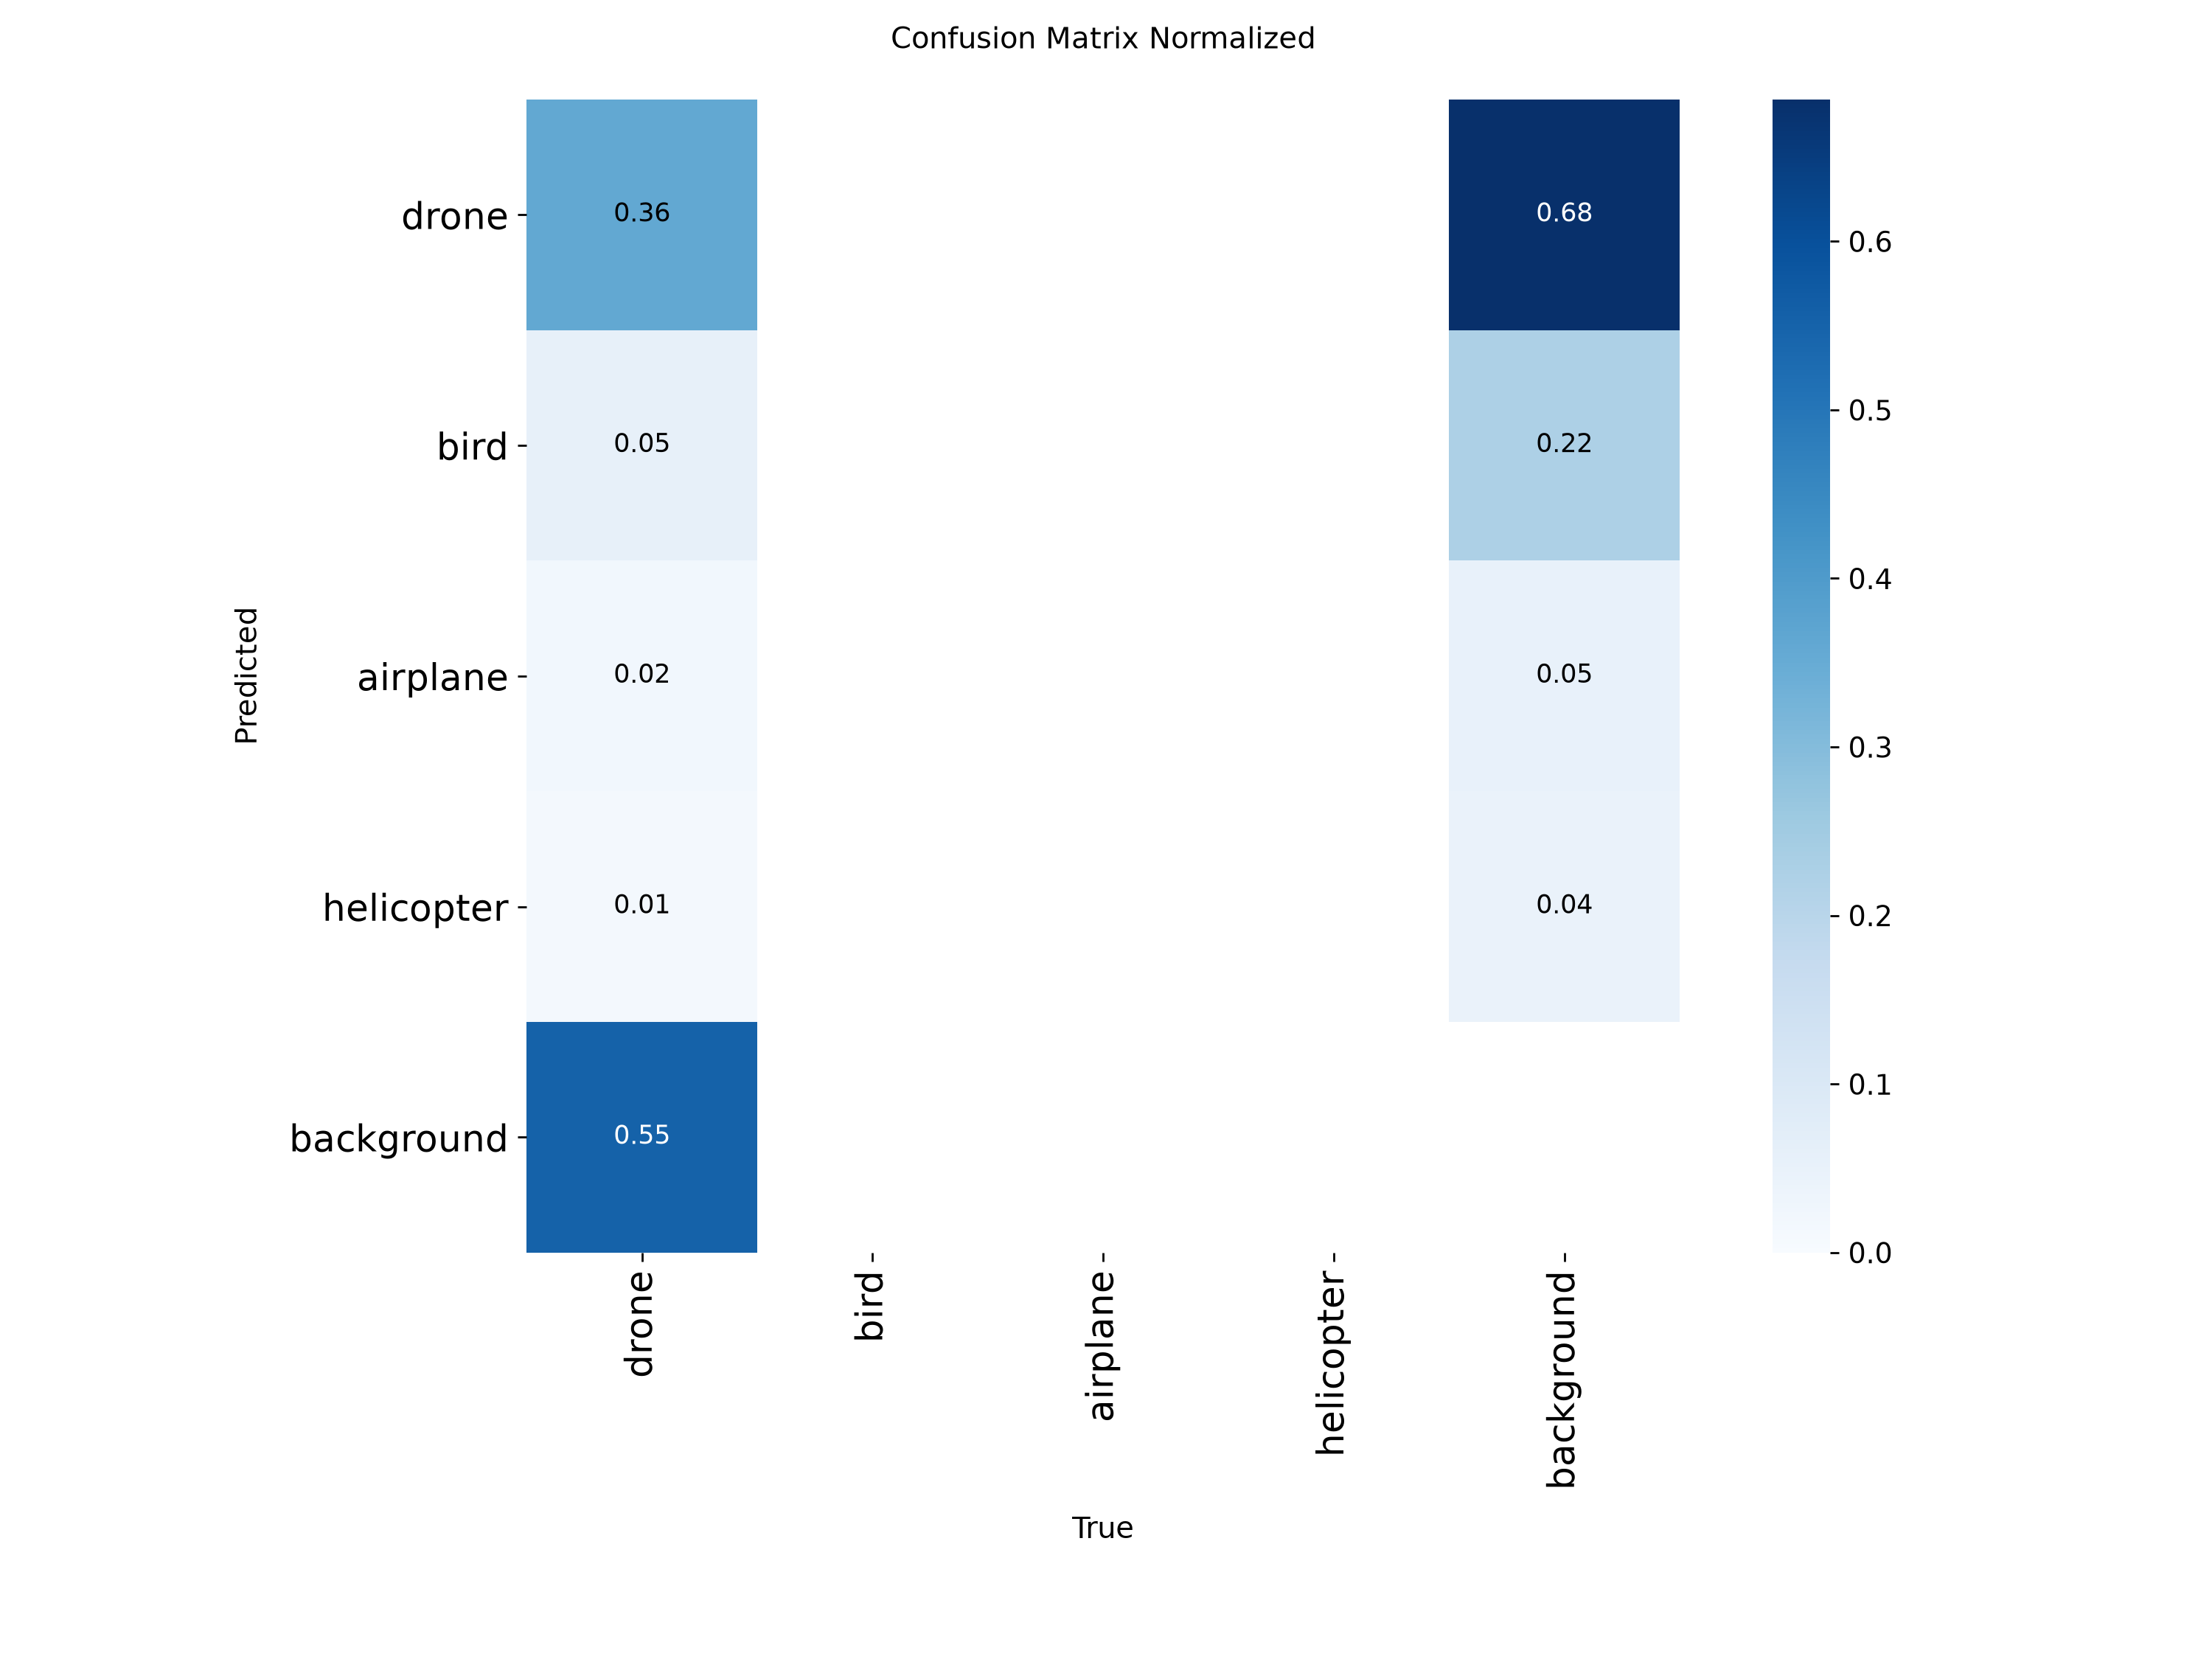 Confusion Matrix Normalized
drone
0.36
0.68
0.6
bird
0.05
0.22
0.5
0.4
Predicted
airplane
0.02
0.05
0.3
helicopter
0.01
0.04
0.2
background
0.55
0.1
0.0
drone
bird
airplane
helicopter
background
True